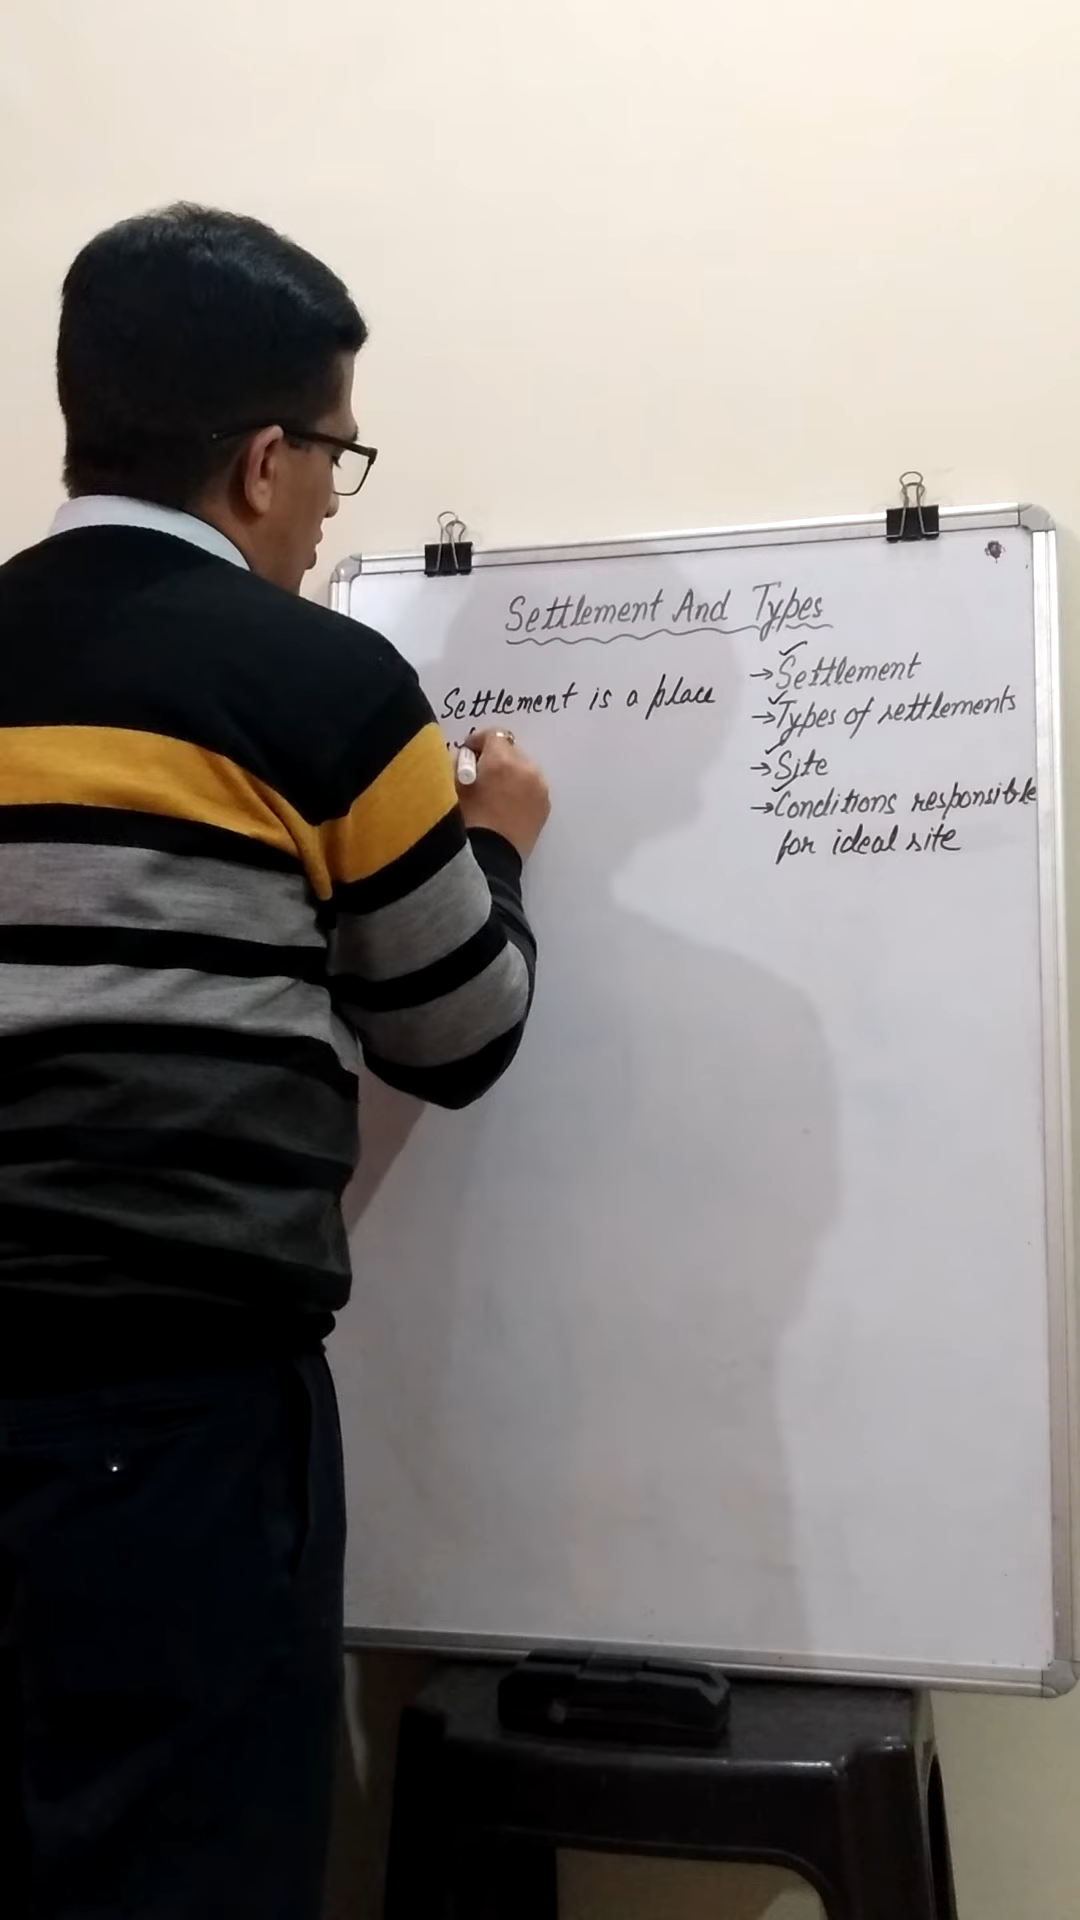 Settlement And Types
Settlement is a place
→ Settlement
→ Types of settlements
→ Site
→ Conditions responsible
for ideal site